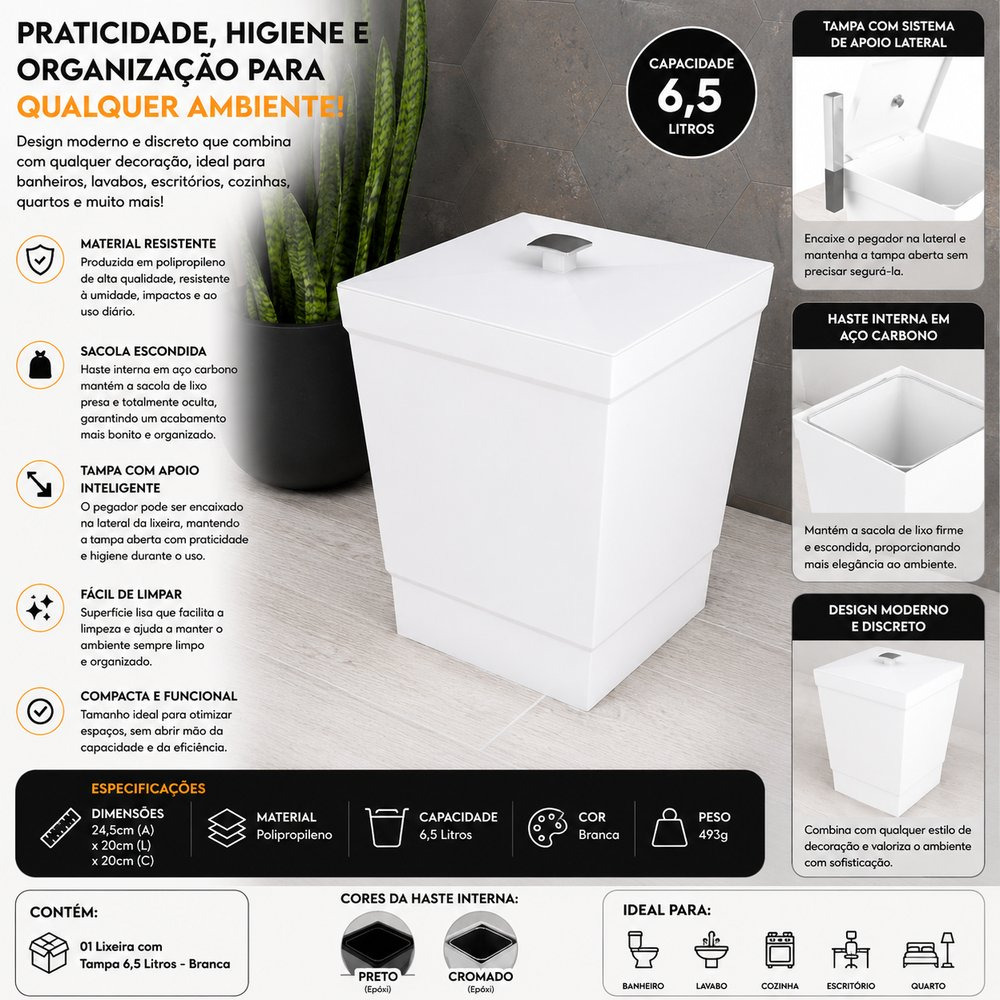 PRATICIDADE, HIGIENE E
ORGANIZAÇÃO PARA
QUALQUER AMBIENTE!
Design moderno e discreto que combina
com qualquer decoração, ideal para
banheiros, lavabos, escritórios, cozinhas,
quartos e muito mais!
MATERIAL RESISTENTE
Produzida em polipropileno
de alta qualidade, resistente
à umidade, impactos e ao
uso diário.
SACOLA ESCONDIDA
Haste interna em aço carbono
mantém a sacola de lixo
presa e totalmente oculta,
garantindo um acabamento
mais bonito e organizado.
TAMPA COM APOIO
INTELIGENTE
O pegador pode ser encaixado
na lateral da lixeira, mantendo
a tampa aberta com praticidade
e higiene durante o uso.
FÁCIL DE LIMPAR
Superfície lisa que facilita a
limpeza e ajuda a manter o
ambiente sempre limpo
e organizado.
COMPACTA E FUNCIONAL
Tamanho ideal para otimizar
espaços, sem abrir mão da
capacidade e da eficiência.
CAPACIDADE
6,5
LITROS
TAMPA COM SISTEMA
DE APOIO LATERAL
Encaixe o pegador na lateral e
mantenha a tampa aberta sem
precisar segurá-la.
HASTE INTERNA EM
AÇO CARBONO
Mantém a sacola de lixo firme
e escondida, proporcionando
mais elegância ao ambiente.
DESIGN MODERNO
E DISCRETO
Combina com qualquer estilo de
decoração e valoriza o ambiente
com sofisticação.
ESPECIFICAÇÕES
DIMENSÕES
24,5cm (A)
x 20cm (L)
x 20cm (C)
MATERIAL
Polipropileno
CAPACIDADE
6,5 Litros
COR
Branca
PESO
493g
CONTÉM:
01 Lixeira com
Tampa 6,5 Litros - Branca
CORES DA HASTE INTERNA:
PRETO
(Epóxi)
CROMADO
(Epóxi)
IDEAL PARA:
BANHEIRO
LAVABO
COZINHA
ESCRITÓRIO
QUARTO